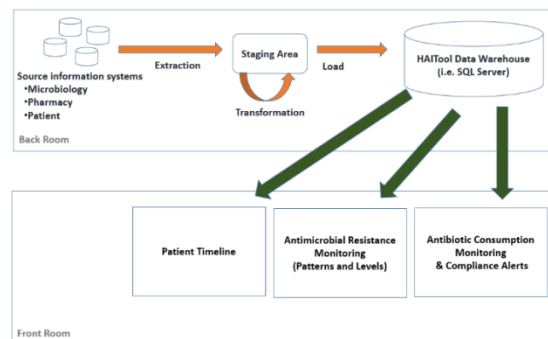 Source information systems
•Microbiology
•Pharmacy
•Patient
Extraction
Staging Area
Transformation
Load
HAITool Data Warehouse
(i.e. SQL Server)
Back Room
Patient Timeline
Antimicrobial Resistance
Monitoring
(Patterns and Levels)
Antibiotic Consumption
Monitoring
& Compliance Alerts
Front Room